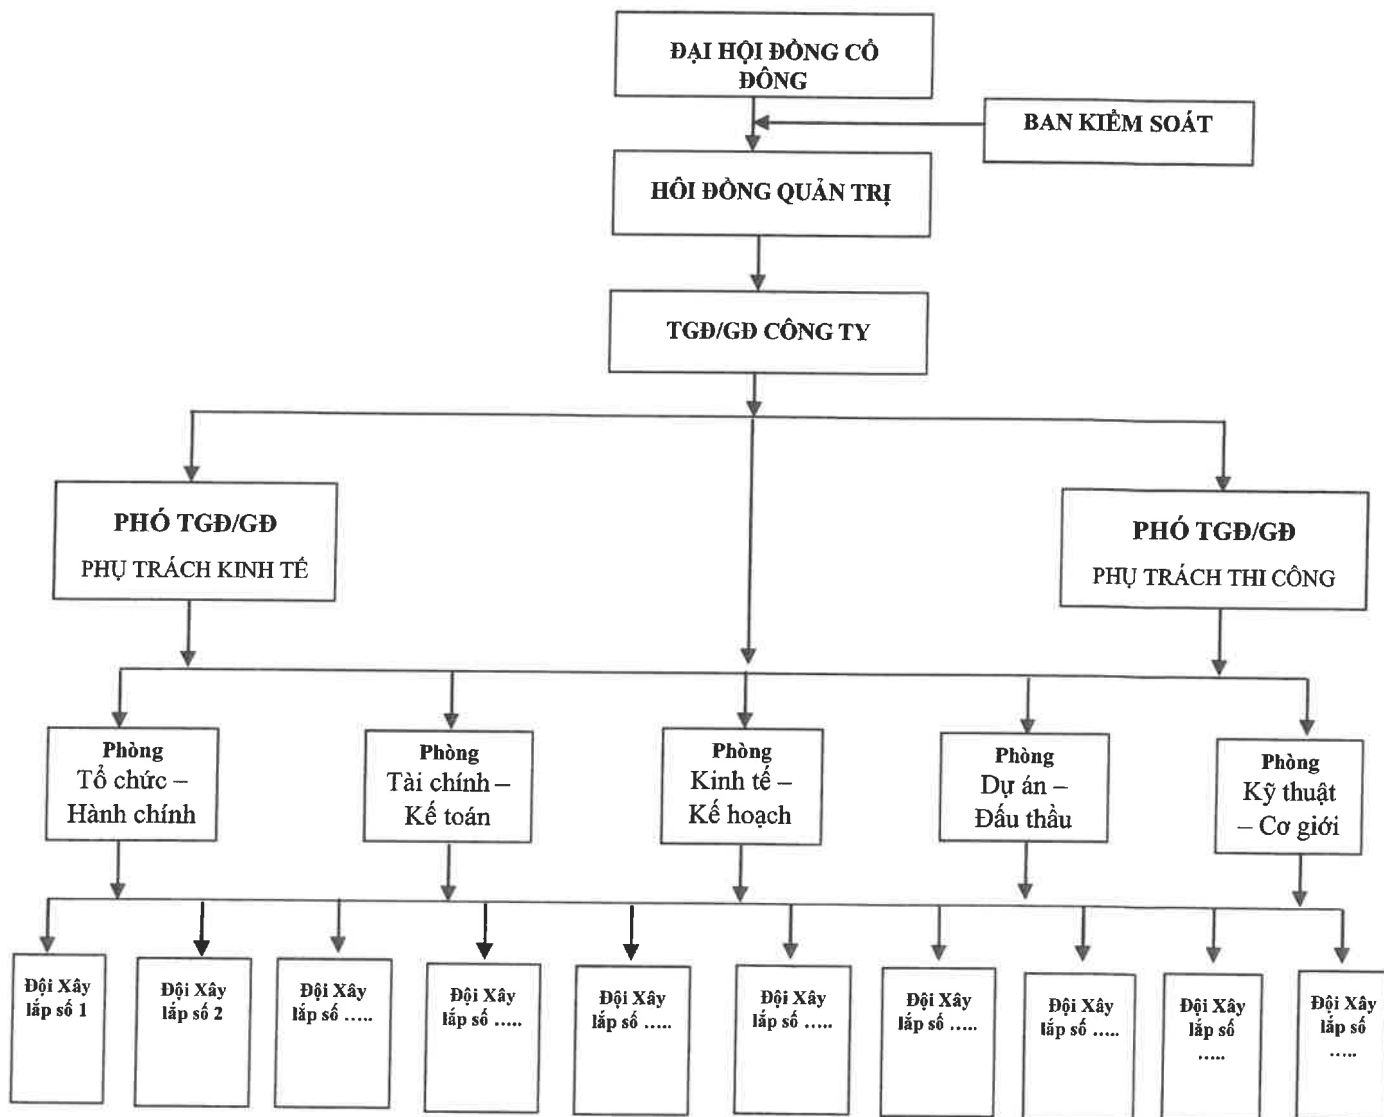 ĐẠI HỘI ĐỒNG CỔ
ĐÔNG
BAN KIỂM SOÁT
HÔI ĐỒNG QUẢN TRỊ
TGĐ/GĐ CÔNG TY
PHÓ TGĐ/GĐ
PHỤ TRÁCH KINH TẾ
PHÓ TGĐ/GĐ
PHỤ TRÁCH THI CÔNG
Phòng
Tổ chức –
Hành chính
Phòng
Tài chính –
Kế toán
Phòng
Kinh tế –
Kế hoạch
Phòng
Dự án –
Đấu thầu
Phòng
Kỹ thuật
– Cơ giới
Đội Xây
lắp số 1
Đội Xây
lắp số 2
Đội Xây
lắp số .....
Đội Xây
lắp số .....
Đội Xây
lắp số .....
Đội Xây
lắp số .....
Đội Xây
lắp số .....
Đội Xây
lắp số .....
Đội Xây
lắp số
.....
Đội Xây
lắp số
.....